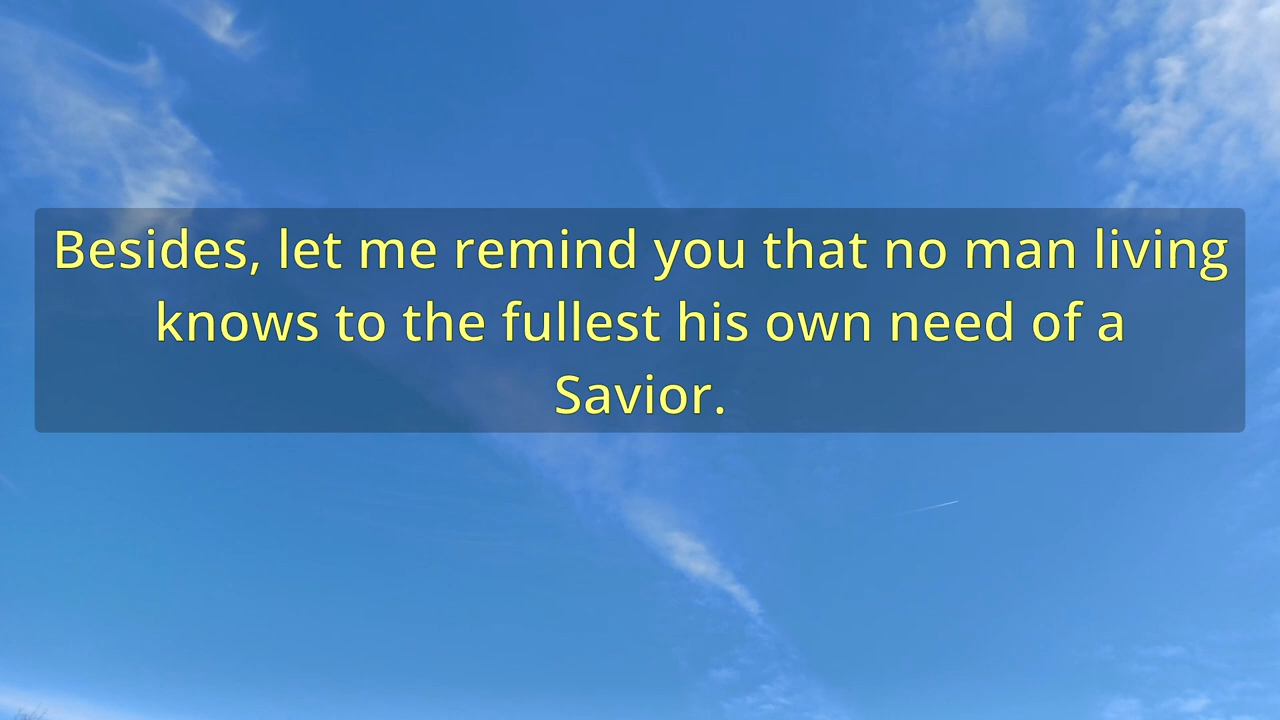 Besides, let me remind you that no man living
knows to the fullest his own need of a
Savior.